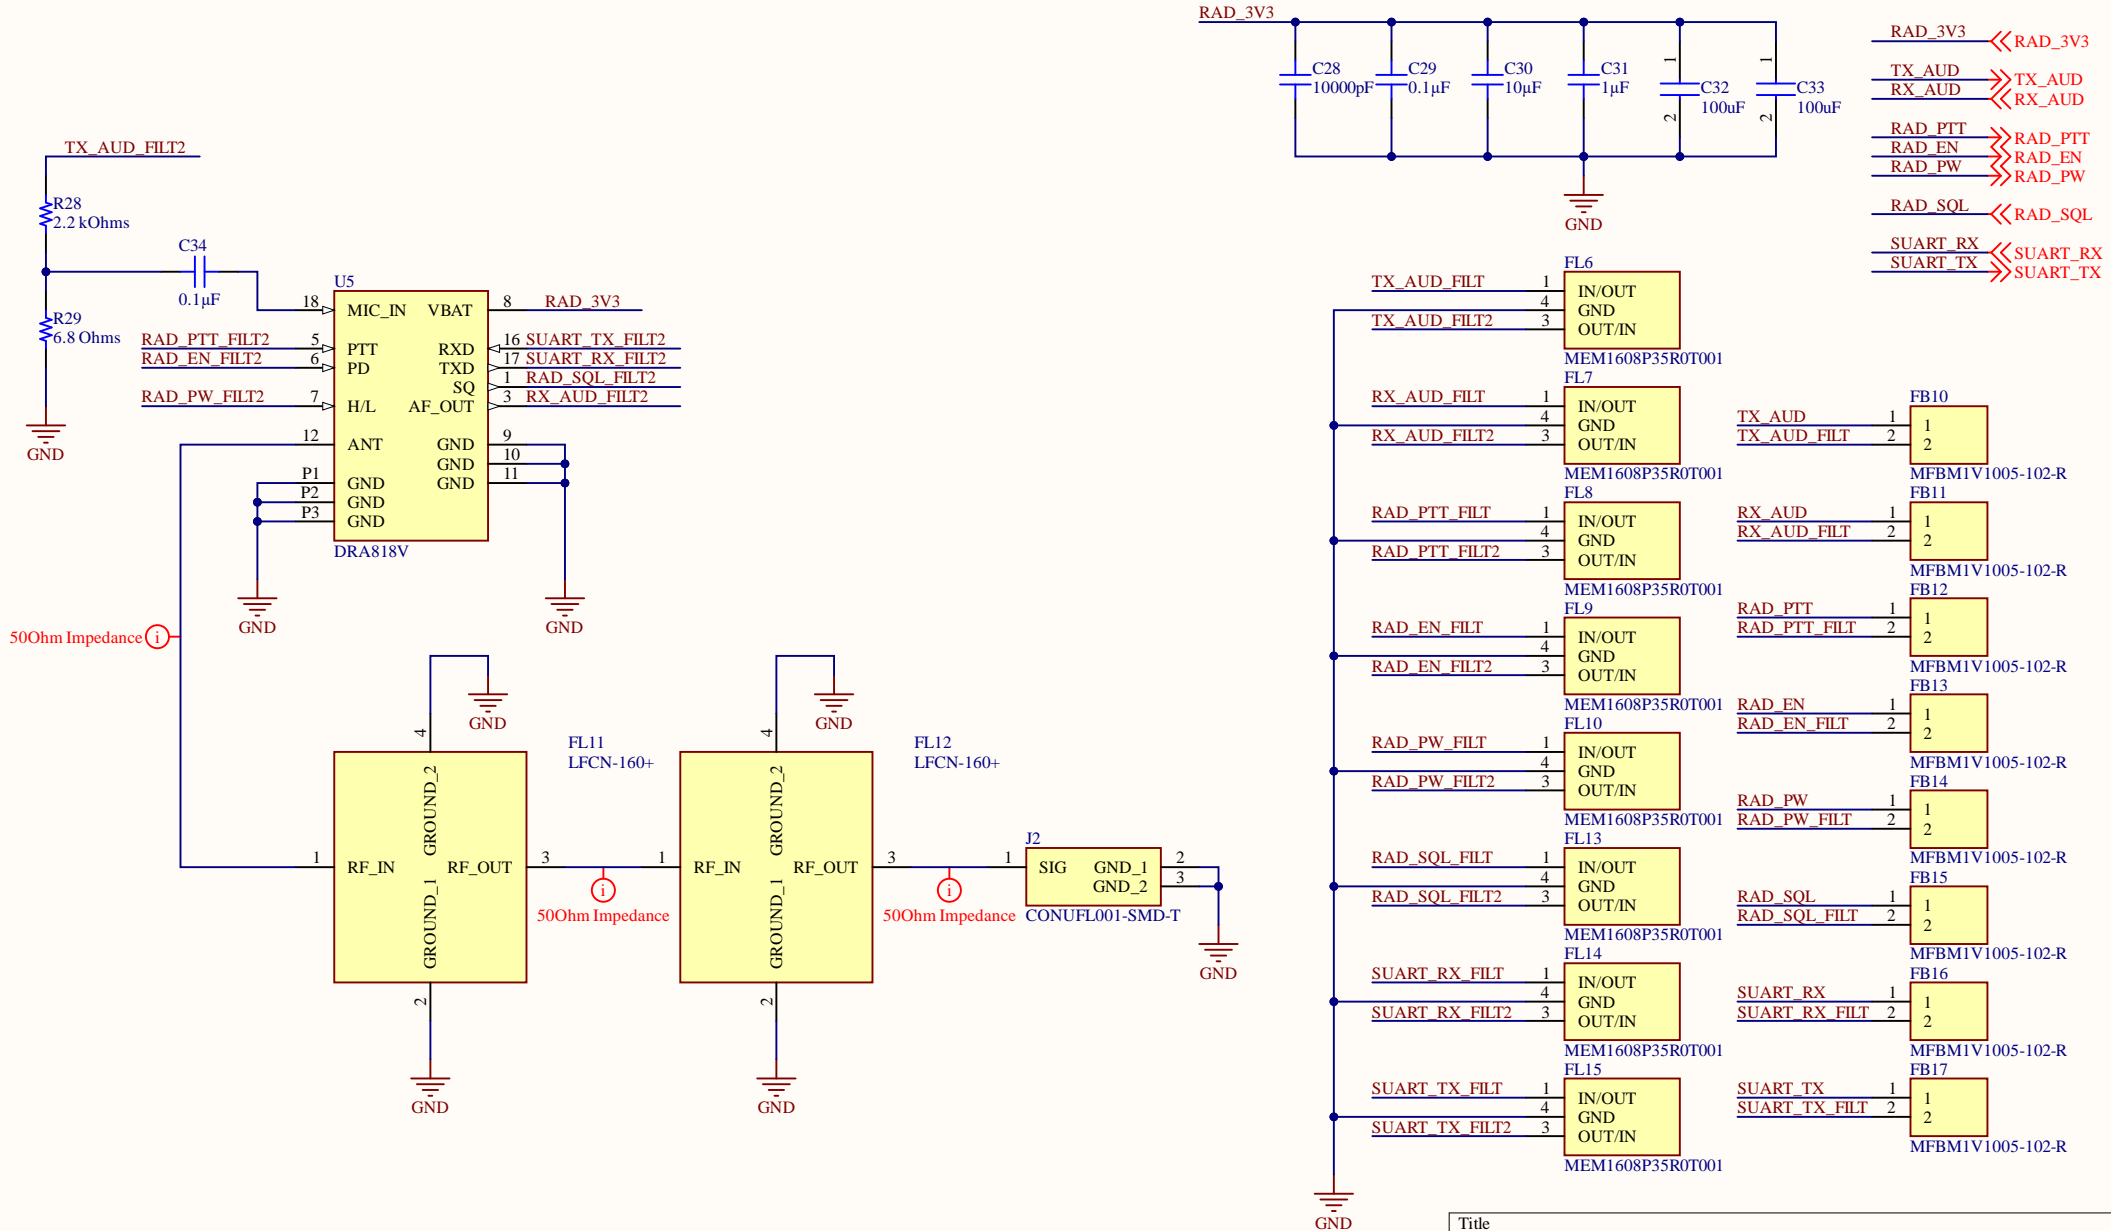 RAD_3V3
C28
10000pF
C29
0.1µF
C30
10µF
C31
1µF
1
C32
100uF
2
1
C33
100uF
2
GND
RAD_3V3 RAD_3V3
TX_AUD TX_AUD
RX_AUD RX_AUD
RAD_PTT RAD_PTT
RAD_EN RAD_EN
RAD_PW RAD_PW
RAD_SQL RAD_SQL
SUART_RX SUART_RX
SUART_TX SUART_TX
TX_AUD_FILT2
R28
2.2 kOhms
C34
0.1µF
R29
6.8 Ohms
GND
U5
18 MIC_IN VBAT 8 RAD_3V3
RAD_PTT_FILT2 5 PTT RXD 16 SUART_TX_FILT2
RAD_EN_FILT2 6 PD TXD 17 SUART_RX_FILT2
SQ 1 RAD_SQL_FILT2
RAD_PW_FILT2 7 H/L AF_OUT 3 RX_AUD_FILT2
12 ANT GND 9
GND 10
P1 GND GND 11
P2 GND
P3 GND
DRA818V
GND
GND
50Ohm Impedance i
GND
4
FL11
LFCN-160+
GROUND_2
1 RF_IN RF_OUT 3
GROUND_1
2
GND
i
50Ohm Impedance
GND
4
FL12
LFCN-160+
GROUND_2
1 RF_IN RF_OUT 3
GROUND_1
2
GND
i
50Ohm Impedance
J2
1 SIG GND_1 2
GND_2 3
CONUFL001-SMD-T
GND
FL6
TX_AUD_FILT 1 IN/OUT
4 GND
TX_AUD_FILT2 3 OUT/IN
MEM1608P35R0T001
FL7
RX_AUD_FILT 1 IN/OUT
4 GND
RX_AUD_FILT2 3 OUT/IN
MEM1608P35R0T001
FL8
RAD_PTT_FILT 1 IN/OUT
4 GND
RAD_PTT_FILT2 3 OUT/IN
MEM1608P35R0T001
FL9
RAD_EN_FILT 1 IN/OUT
4 GND
RAD_EN_FILT2 3 OUT/IN
MEM1608P35R0T001
FL10
RAD_PW_FILT 1 IN/OUT
4 GND
RAD_PW_FILT2 3 OUT/IN
MEM1608P35R0T001
FL13
RAD_SQL_FILT 1 IN/OUT
4 GND
RAD_SQL_FILT2 3 OUT/IN
MEM1608P35R0T001
FL14
SUART_RX_FILT 1 IN/OUT
4 GND
SUART_RX_FILT2 3 OUT/IN
MEM1608P35R0T001
FL15
SUART_TX_FILT 1 IN/OUT
4 GND
SUART_TX_FILT2 3 OUT/IN
MEM1608P35R0T001
GND
FB10
TX_AUD 1 1
TX_AUD_FILT 2 2
MFBM1V1005-102-R
FB11
RX_AUD 1 1
RX_AUD_FILT 2 2
MFBM1V1005-102-R
FB12
RAD_PTT 1 1
RAD_PTT_FILT 2 2
MFBM1V1005-102-R
FB13
RAD_EN 1 1
RAD_EN_FILT 2 2
MFBM1V1005-102-R
FB14
RAD_PW 1 1
RAD_PW_FILT 2 2
MFBM1V1005-102-R
FB15
RAD_SQL 1 1
RAD_SQL_FILT 2 2
MFBM1V1005-102-R
FB16
SUART_RX 1 1
SUART_RX_FILT 2 2
MFBM1V1005-102-R
FB17
SUART_TX 1 1
SUART_TX_FILT 2 2
MFBM1V1005-102-R
Title